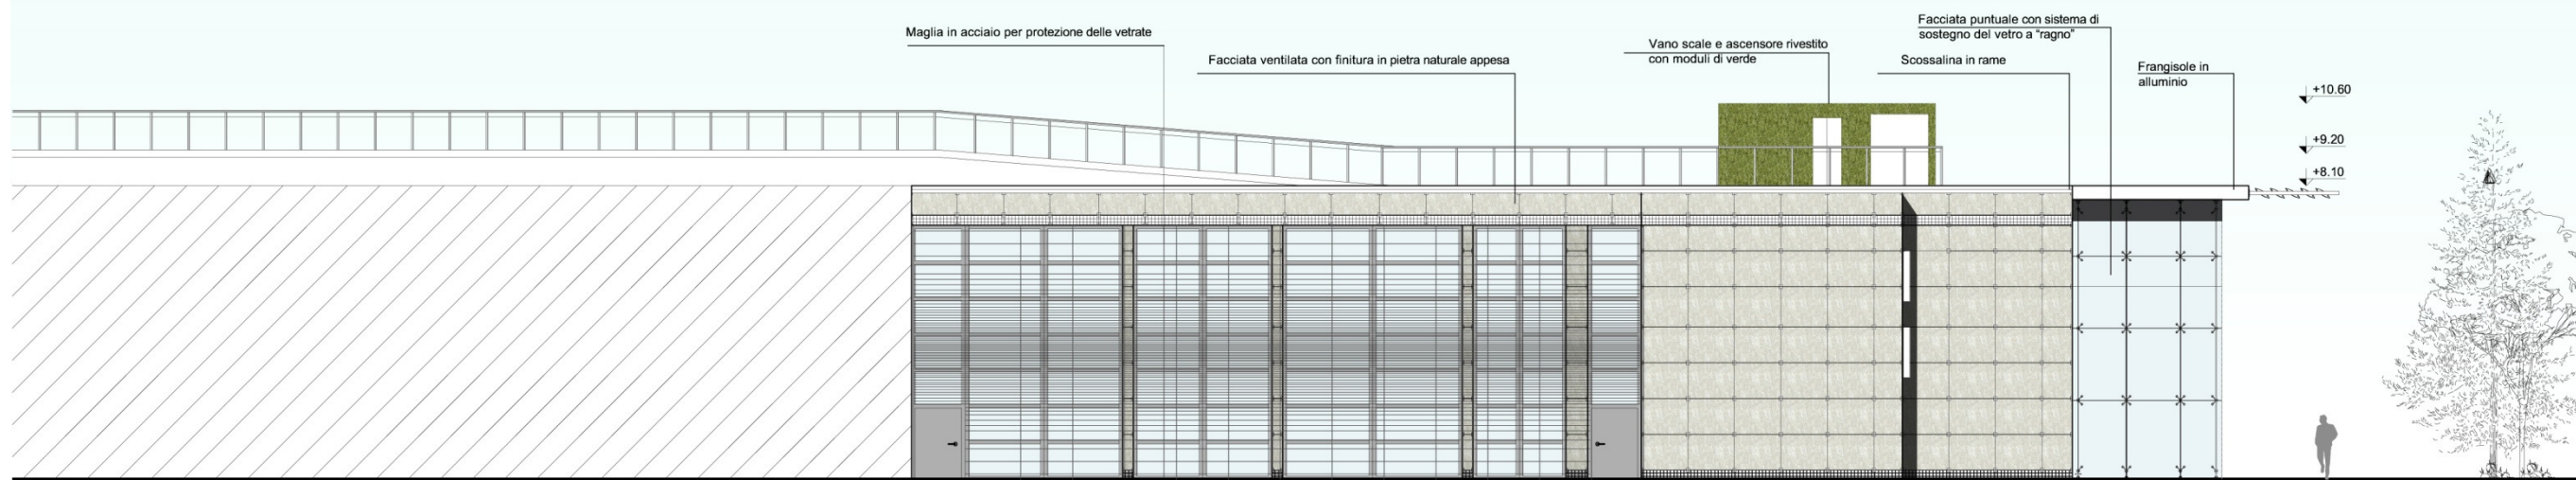 Maglia in acciaio per protezione delle vetrate
Facciata ventilata con finitura in pietra naturale appesa
Vano scale e ascensore rivestito
con moduli di verde
Facciata puntuale con sistema di
sostegno del vetro a “ragno”
Scossalina in rame
Frangisole in
alluminio
+10.60
+9.20
+8.10